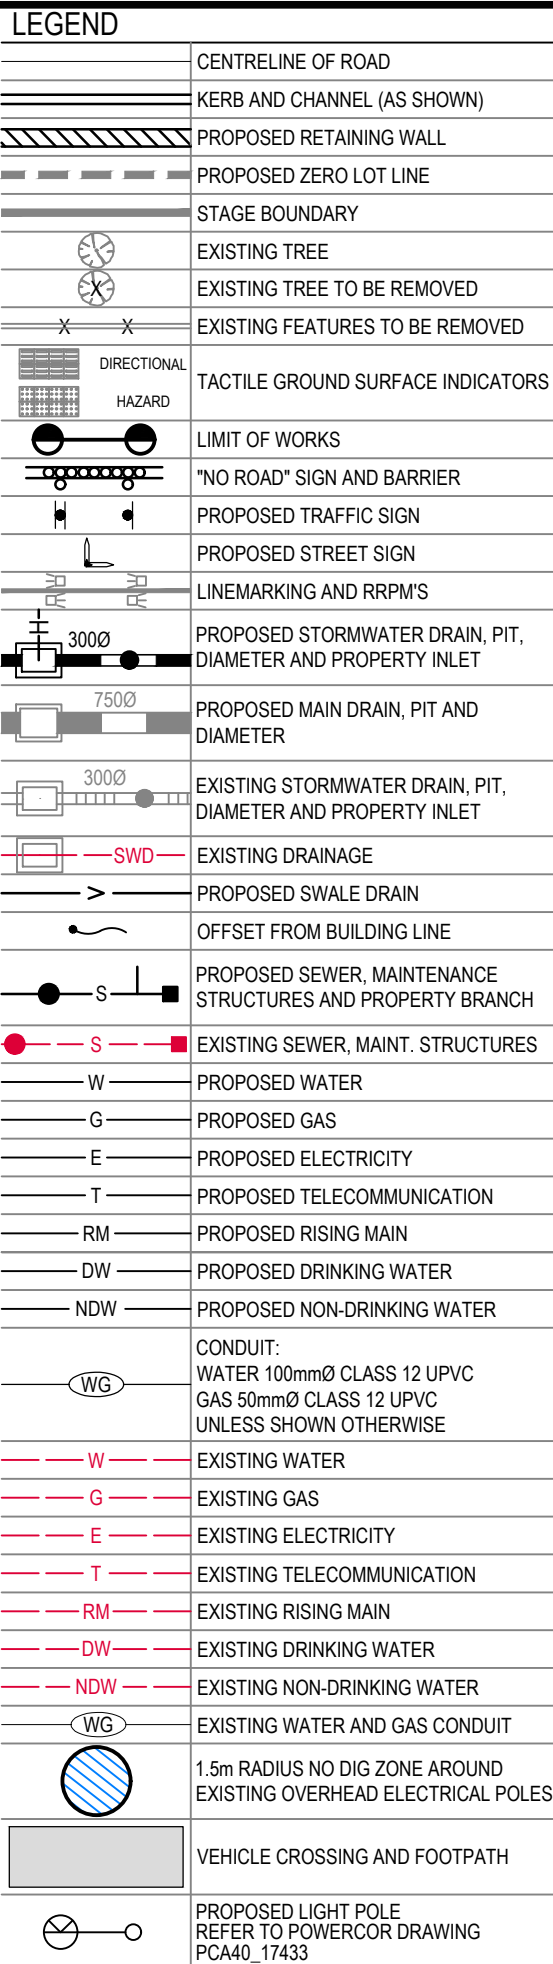 LEGEND
CENTRELINE OF ROAD
KERB AND CHANNEL (AS SHOWN)
PROPOSED RETAINING WALL
PROPOSED ZERO LOT LINE
STAGE BOUNDARY
EXISTING TREE
X EXISTING TREE TO BE REMOVED
X X EXISTING FEATURES TO BE REMOVED
DIRECTIONAL
HAZARD
TACTILE GROUND SURFACE INDICATORS
LIMIT OF WORKS
"NO ROAD" SIGN AND BARRIER
PROPOSED TRAFFIC SIGN
PROPOSED STREET SIGN
LINEMARKING AND RRPM'S
300Ø
PROPOSED STORMWATER DRAIN, PIT,
DIAMETER AND PROPERTY INLET
750Ø
PROPOSED MAIN DRAIN, PIT AND
DIAMETER
300Ø
EXISTING STORMWATER DRAIN, PIT,
DIAMETER AND PROPERTY INLET
SWD EXISTING DRAINAGE
> PROPOSED SWALE DRAIN
OFFSET FROM BUILDING LINE
S
PROPOSED SEWER, MAINTENANCE
STRUCTURES AND PROPERTY BRANCH
S EXISTING SEWER, MAINT. STRUCTURES
W PROPOSED WATER
G PROPOSED GAS
E PROPOSED ELECTRICITY
T PROPOSED TELECOMMUNICATION
RM PROPOSED RISING MAIN
DW PROPOSED DRINKING WATER
NDW PROPOSED NON-DRINKING WATER
WG
CONDUIT:
WATER 100mmØ CLASS 12 UPVC
GAS 50mmØ CLASS 12 UPVC
UNLESS SHOWN OTHERWISE
W EXISTING WATER
G EXISTING GAS
E EXISTING ELECTRICITY
T EXISTING TELECOMMUNICATION
RM EXISTING RISING MAIN
DW EXISTING DRINKING WATER
NDW EXISTING NON-DRINKING WATER
WG EXISTING WATER AND GAS CONDUIT
1.5m RADIUS NO DIG ZONE AROUND
EXISTING OVERHEAD ELECTRICAL POLES
VEHICLE CROSSING AND FOOTPATH
PROPOSED LIGHT POLE
REFER TO POWERCOR DRAWING
PCA40_17433